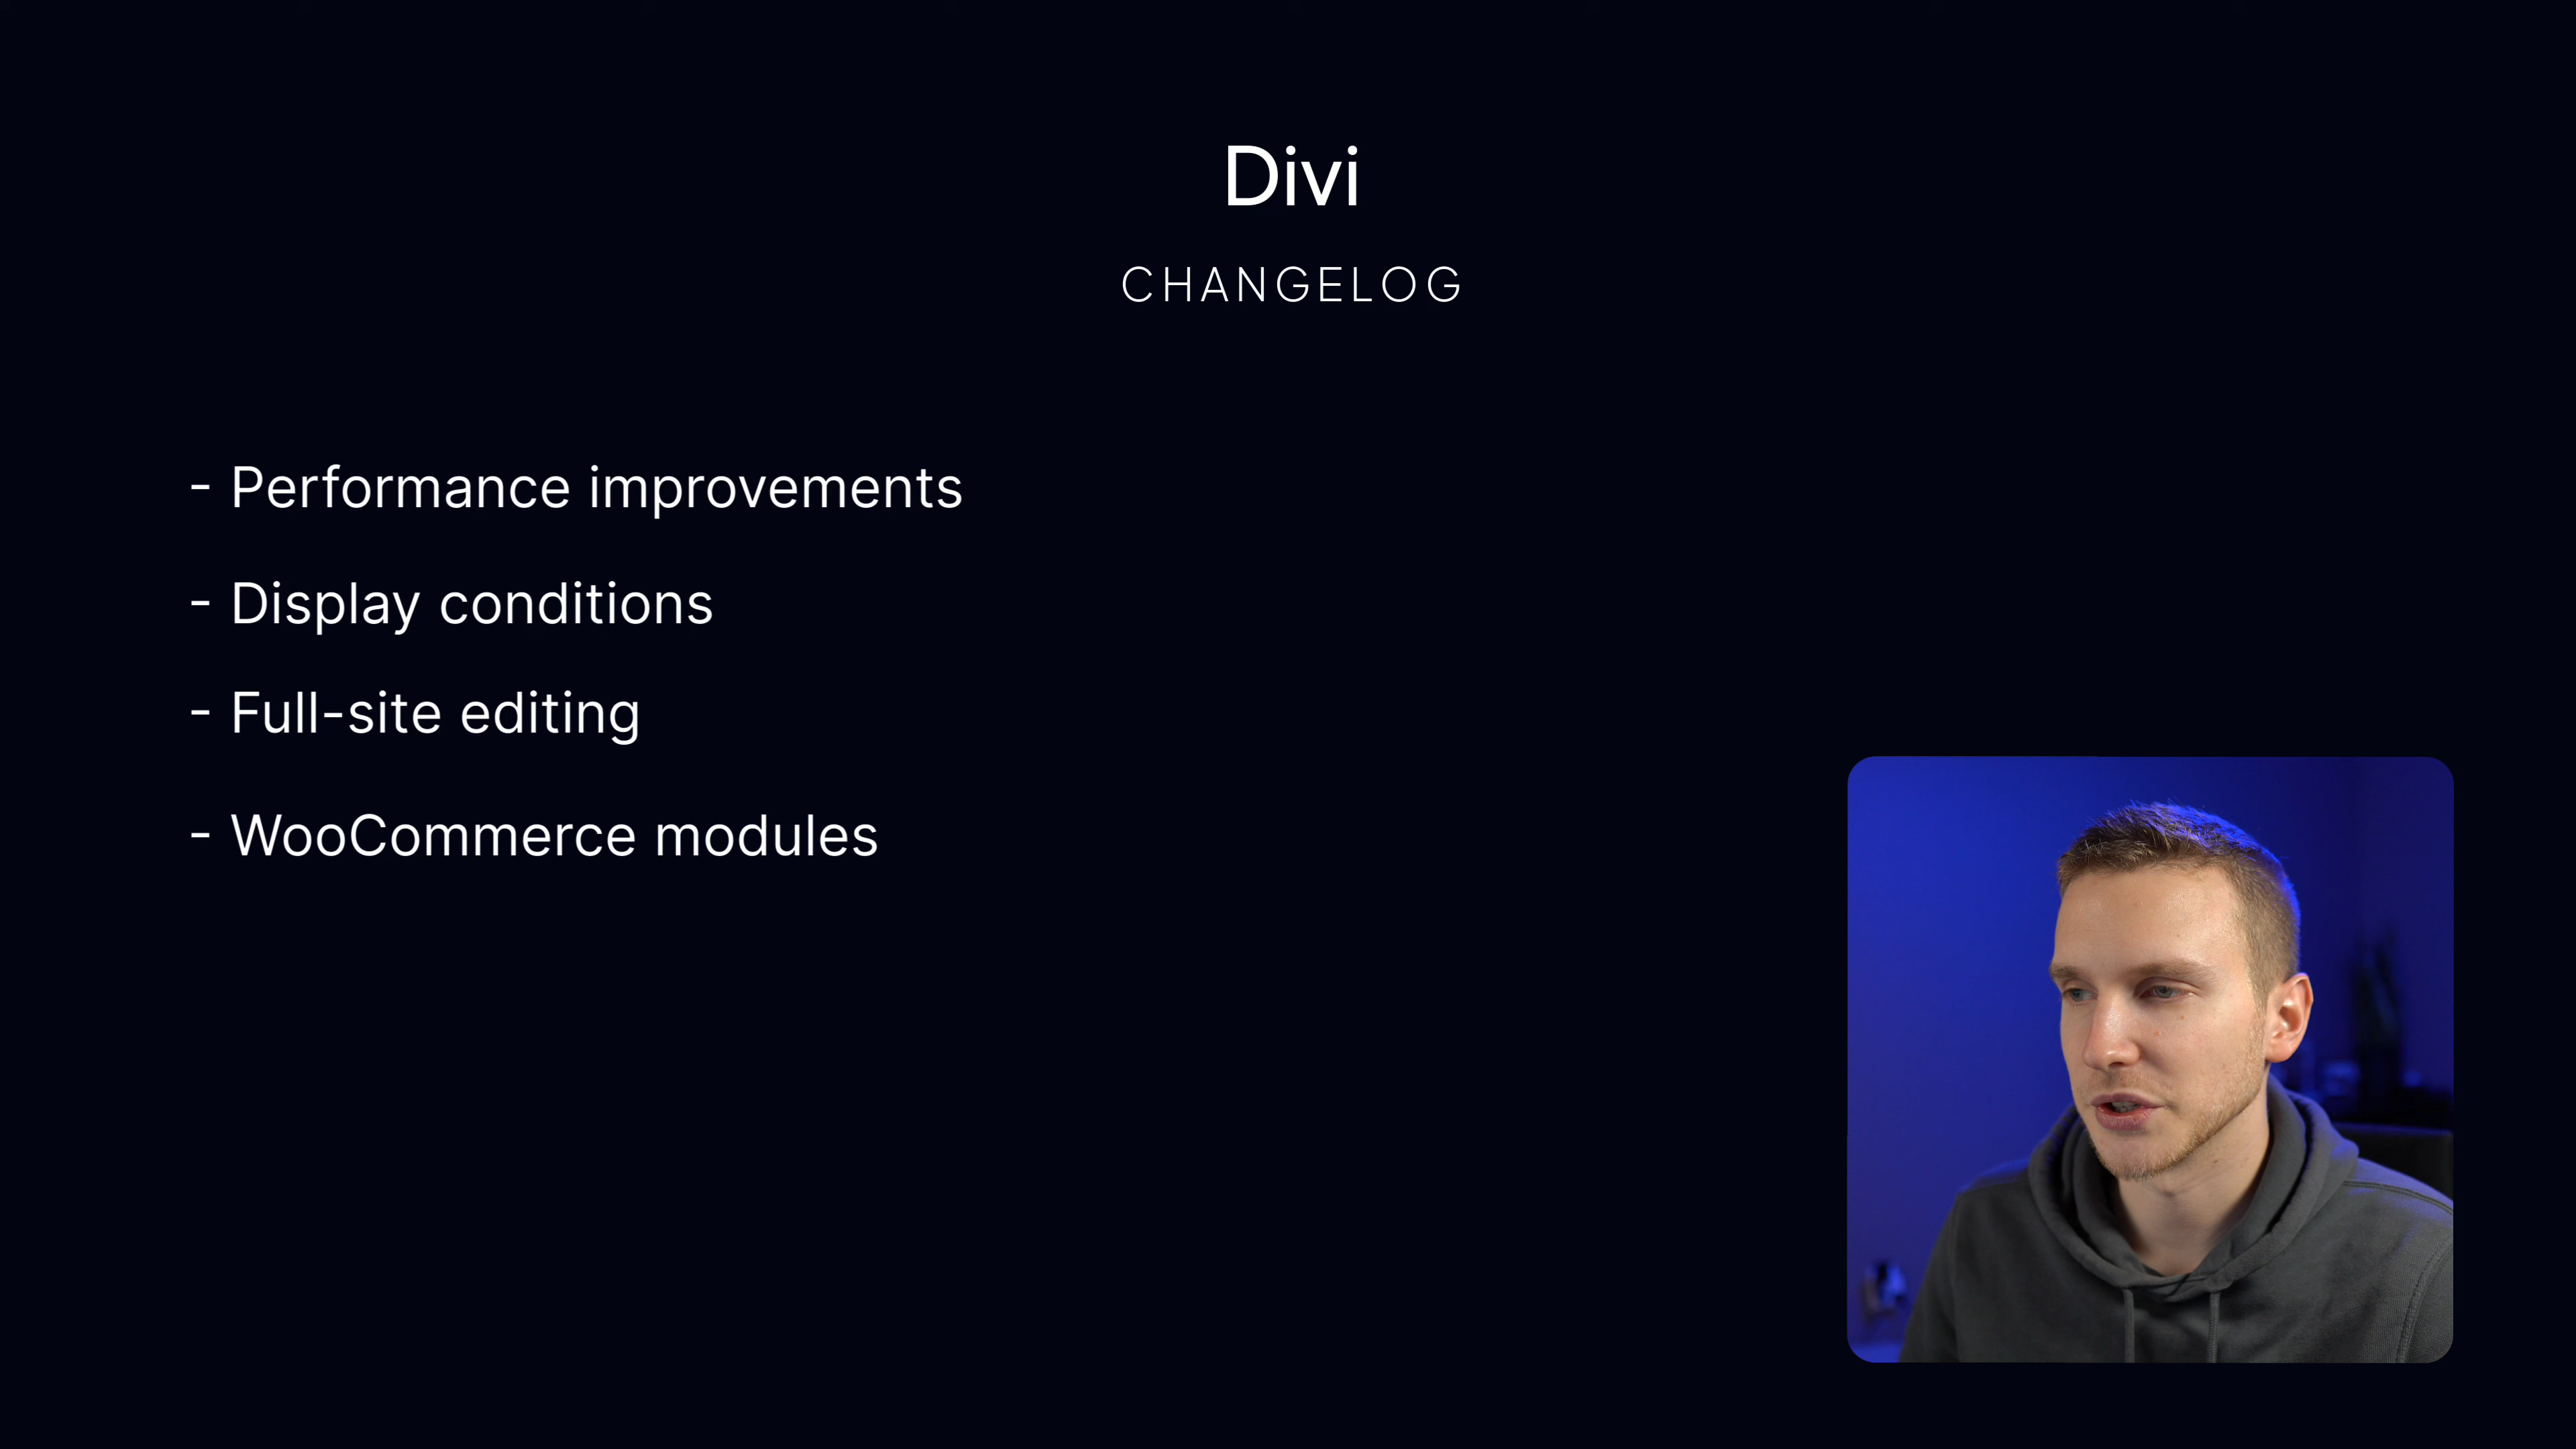 Divi
CHANGELOG
- Performance improvements
- Display conditions
- Full-site editing
- WooCommerce modules